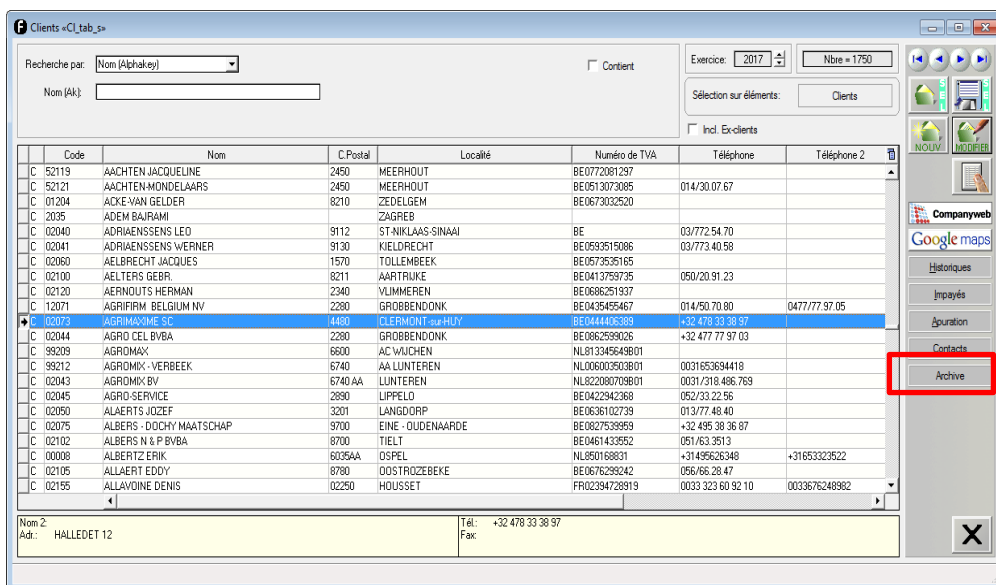 Clients «Cl_tab_s»
Recherche par: Nom (Alphakey) Contient Exercice: 2017 Nbre = 1750
Nom (Ak): Sélection sur éléments: Clients
Incl. Ex-clients
NOUV MODIFIER
Code Nom C.Postal Localité Numéro de TVA Téléphone Téléphone 2
C 52119 AACHTEN JACQUELINE 2450 MEERHOUT BE0772081297
C 52121 AACHTEN-MONDELAARS 2450 MEERHOUT BE0513073085 014/30.07.67
C 01204 ACKE-VAN GELDER 8210 ZEDELGEM BE0673032520
C 2035 ADEM BAJRAMI ZAGREB
C 02040 ADRIAENSSENS LEO 9112 ST-NIKLAAS-SINAAI BE 03/772.54.70
C 02041 ADRIAENSSENS WERNER 9130 KIELDRECHT BE0593515086 03/773.40.58
C 02060 AELBRECHT JACQUES 1570 TOLLEMBEEK BE0573535165
C 02100 AELTERS GEBR. 8211 AARTRIJKE BE0413759735 050/20.91.23
C 02120 AERNOUTS HERMAN 2340 VLIMMEREN BE0686251937
C 12071 AGRIFIRM BELGIUM NV 2280 GROBBENDONK BE0435455467 014/50.70.80 0477/77.97.05
C 02073 AGRIMAXIME SC 4480 CLERMONT-sur-HUY BE0444406389 +32 478 33 38 97
C 02044 AGRO CEL BVBA 2280 GROBBENDONK BE0862599026 +32 477 77 97 03
C 99209 AGROMAX 6600 AC WIJCHEN NL813345649B01
C 99212 AGROMIX - VERBEEK 6740 AA LUNTEREN NL006003503B01 0031653694418
C 02043 AGROMIX BV 6740 AA LUNTEREN NL822080709B01 0031/318.486.769
C 02045 AGRO-SERVICE 2890 LIPPELO BE0422942368 052/33.22.56
C 02050 ALAERTS JOZEF 3201 LANGDORP BE0636102739 013/77.48.40
C 02075 ALBERS - DOCHY MAATSCHAP 9700 EINE - OUDENAARDE BE0827539959 +32 495 38 36 87
C 02102 ALBERS N & P BVBA 8700 TIELT BE0461433552 051/63.3513
C 00008 ALBERTZ ERIK 6035AA OSPEL NL850168831 +31495626348 +31653323522
C 02105 ALLAERT EDDY 8780 OOSTROZEBEKE BE0676299242 056/66.28.47
C 02155 ALLAVOINE DENIS 02250 HOUSSET FR02394728919 0033 323 60 92 10 0033676248982
Companyweb
Google maps
Historiques
Impayés
Apuration
Contacts
Archive
Nom 2: Tél.: +32 478 33 38 97
Adr.: HALLEDET 12 Fax: